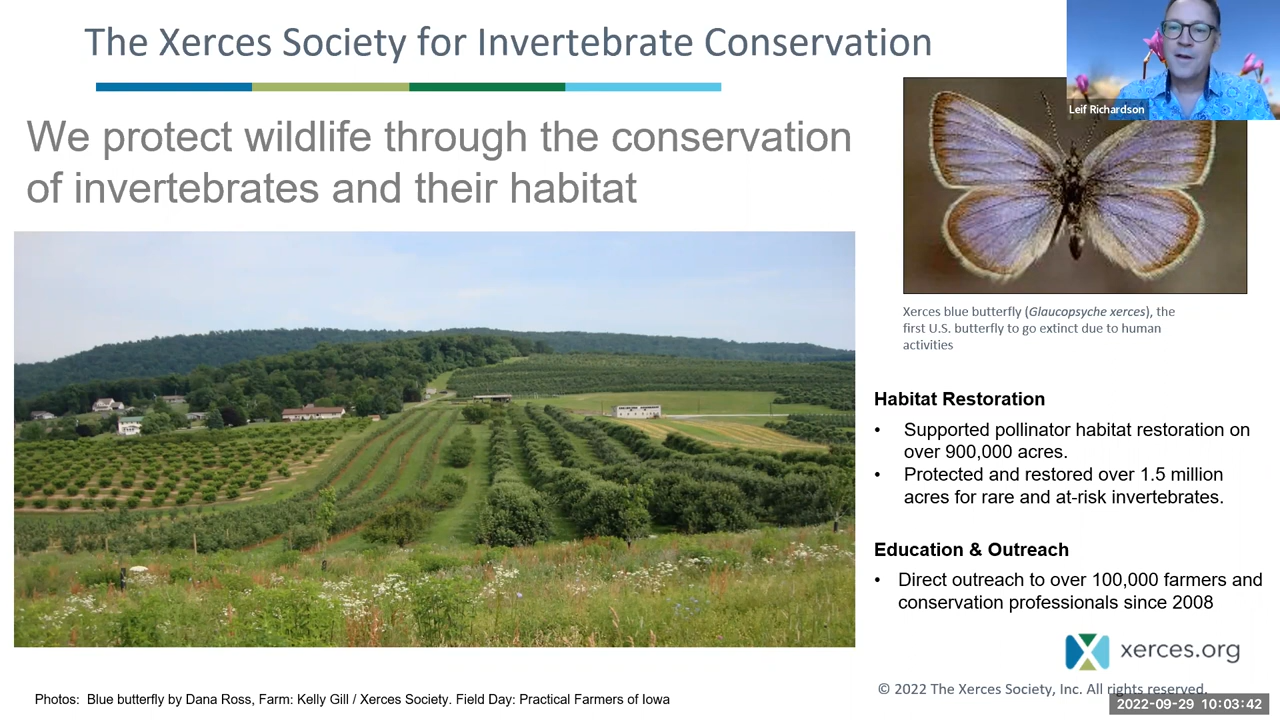 The Xerces Society for Invertebrate Conservation
Leif Richardson
We protect wildlife through the conservation
of invertebrates and their habitat
Xerces blue butterfly (Glaucopsyche xerces), the
first U.S. butterfly to go extinct due to human
activities
Habitat Restoration
• Supported pollinator habitat restoration on
over 900,000 acres.
• Protected and restored over 1.5 million
acres for rare and at-risk invertebrates.
Education & Outreach
• Direct outreach to over 100,000 farmers and
conservation professionals since 2008
xerces.org
© 2022 The Xerces Society, Inc. All rights reserved.
Photos: Blue butterfly by Dana Ross, Farm: Kelly Gill / Xerces Society. Field Day: Practical Farmers of Iowa
2022-09-29 10:03:42